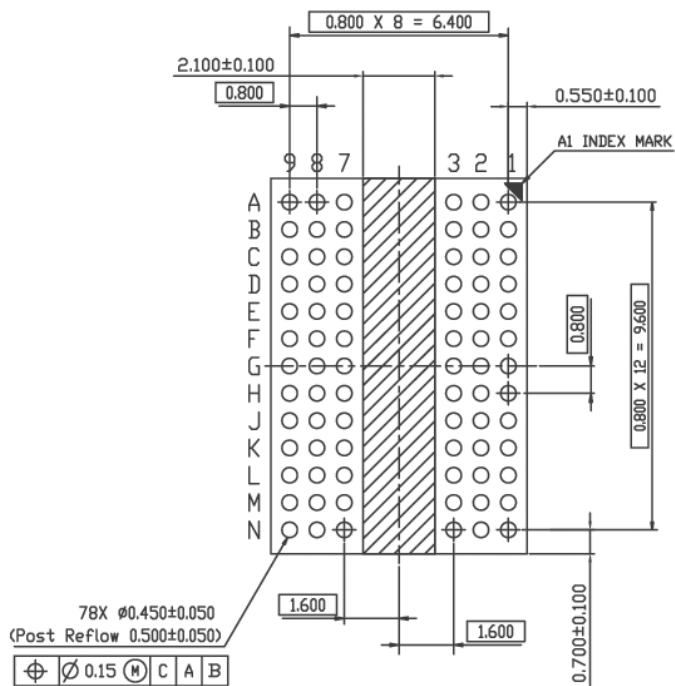 0.800 X 8 = 6.400
2.100±0.100
0.800
0.550±0.100
A1 INDEX MARK
9 8 7 3 2 1
A
B
C
D
E
F
G
H
J
K
L
M
N
0.800
0.800 X 12 = 9.600
0.700±0.100
1.600
1.600
78X Ø0.450±0.050
(Post Reflow 0.500±0.050)
⌖ Ø 0.15 Ⓜ C A B